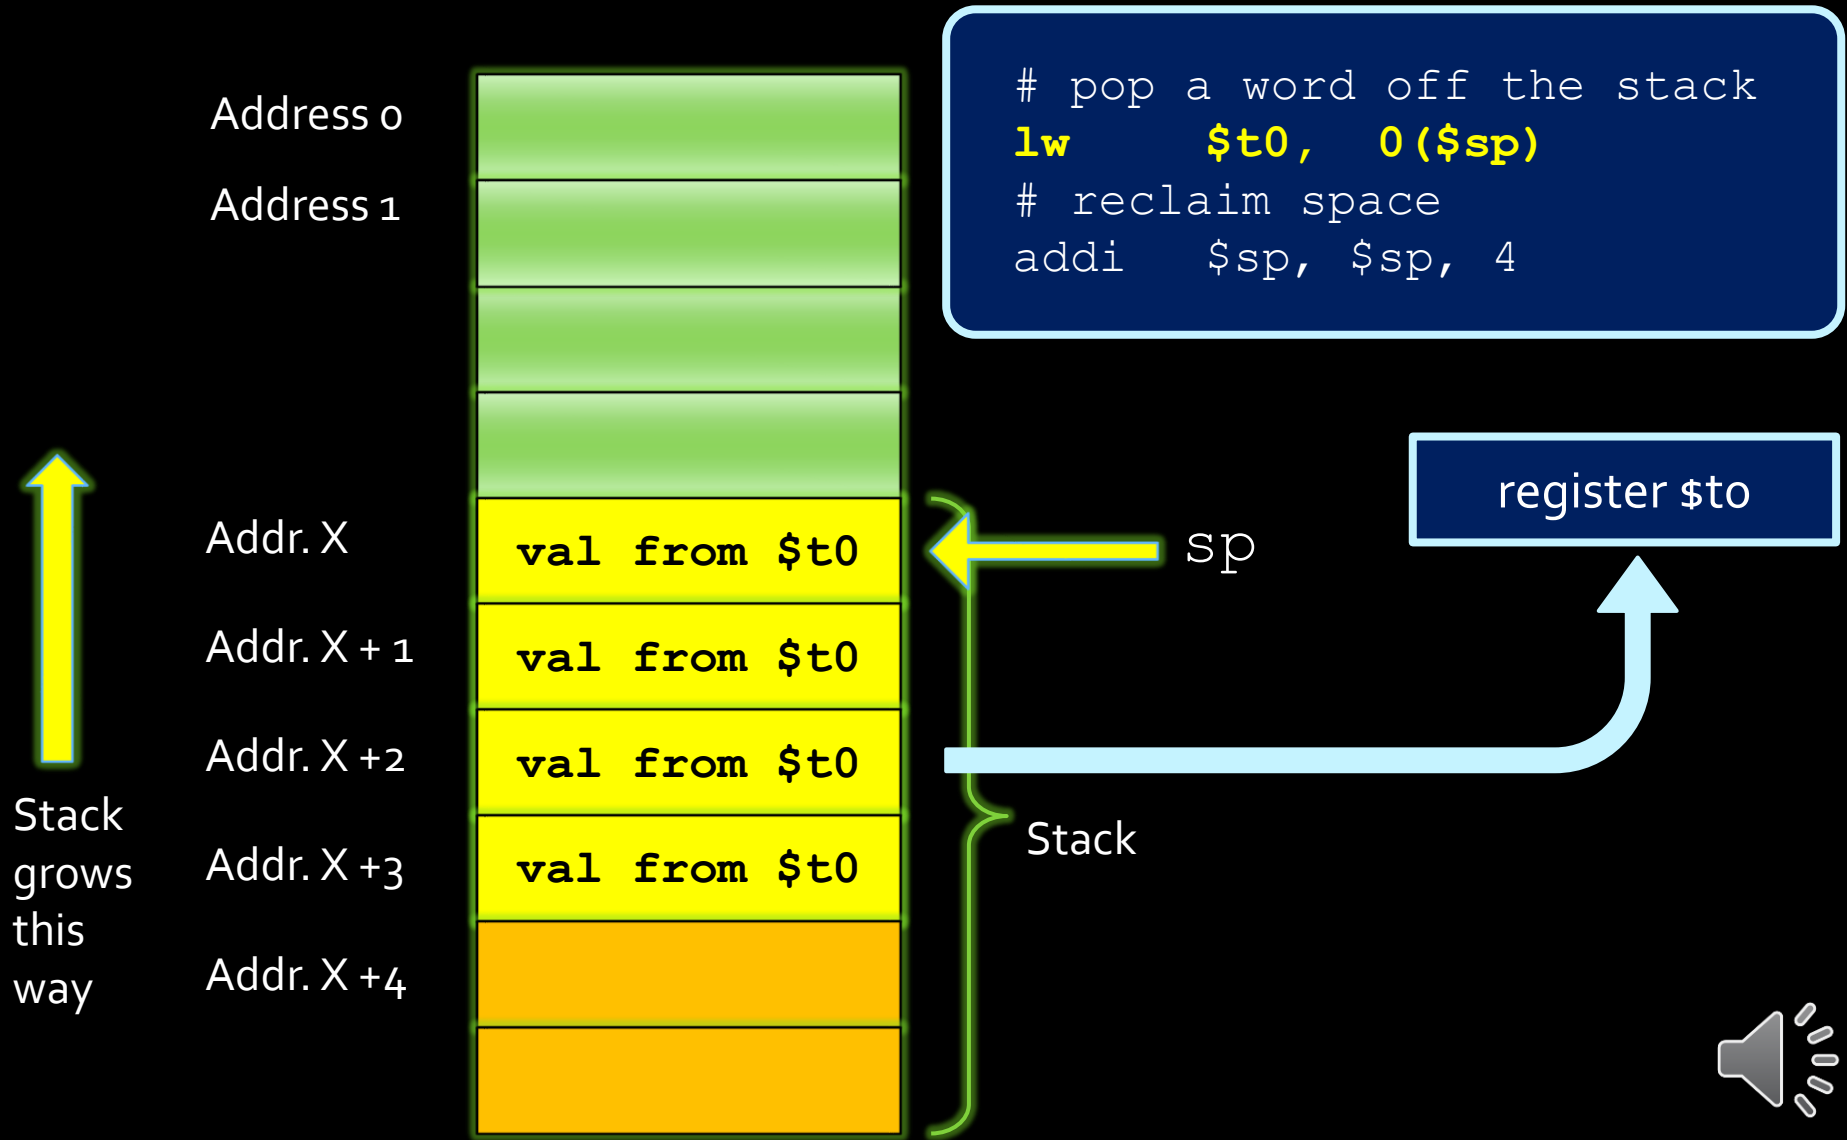 # pop a word off the stack
lw $t0, 0($sp)
# reclaim space
addi $sp, $sp, 4
Address 0
Address 1
register $t0
Addr. X
val from $t0
sp
Addr. X + 1
val from $t0
Addr. X +2
val from $t0
Addr. X +3
val from $t0
Stack
Addr. X +4
Stack
grows
this
way